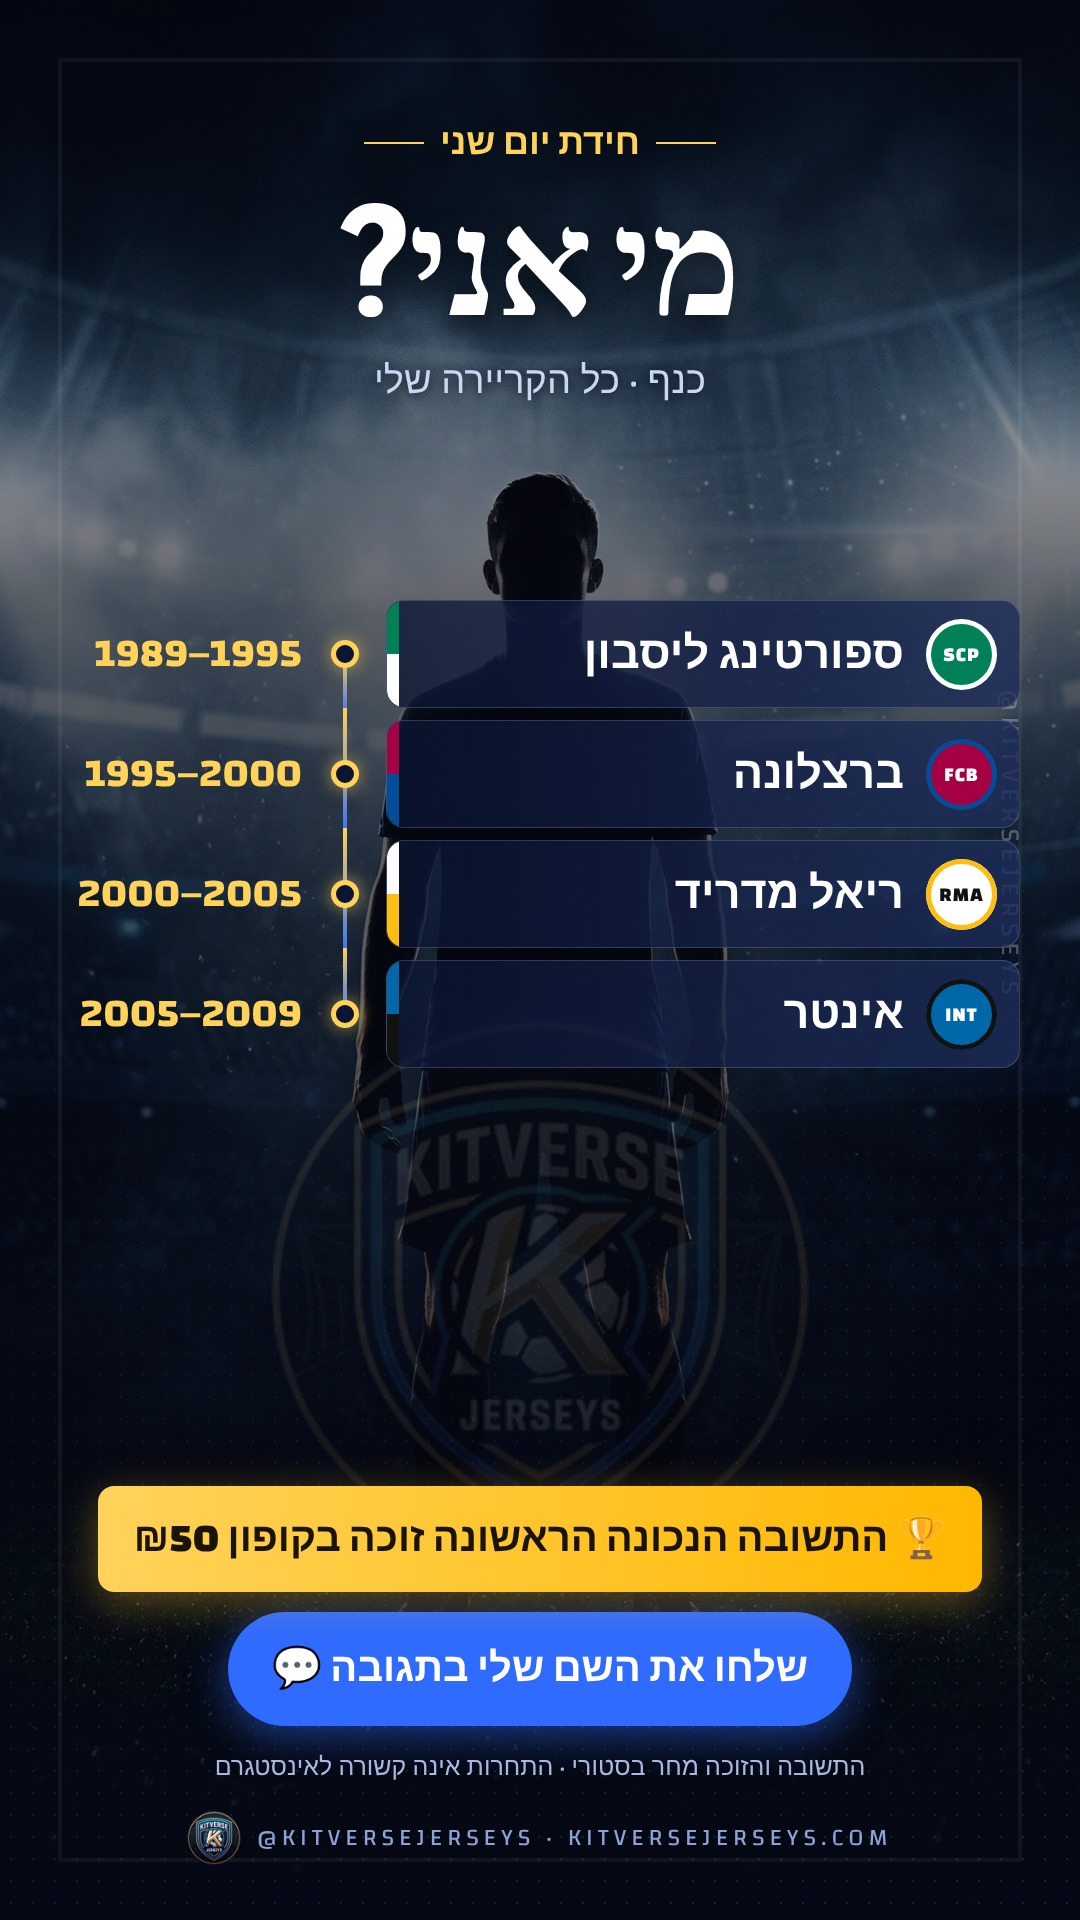 חידת יום שני
מי אני?
כנף · כל הקריירה שלי
ספורטינג ליסבון SCP 1989–1995
ברצלונה FCB 1995–2000
ריאל מדריד RMA 2000–2005
אינטר INT 2005–2009
@KITVERSEJERSEYS
KITVERSE
K
JERSEYS
🏆 התשובה הנכונה הראשונה זוכה בקופון 50₪
שלחו את השם שלי בתגובה 💬
התשובה והזוכה מחר בסטורי · התחרות אינה קשורה לאינסטגרם
@KITVERSEJERSEYS · KITVERSEJERSEYS.COM